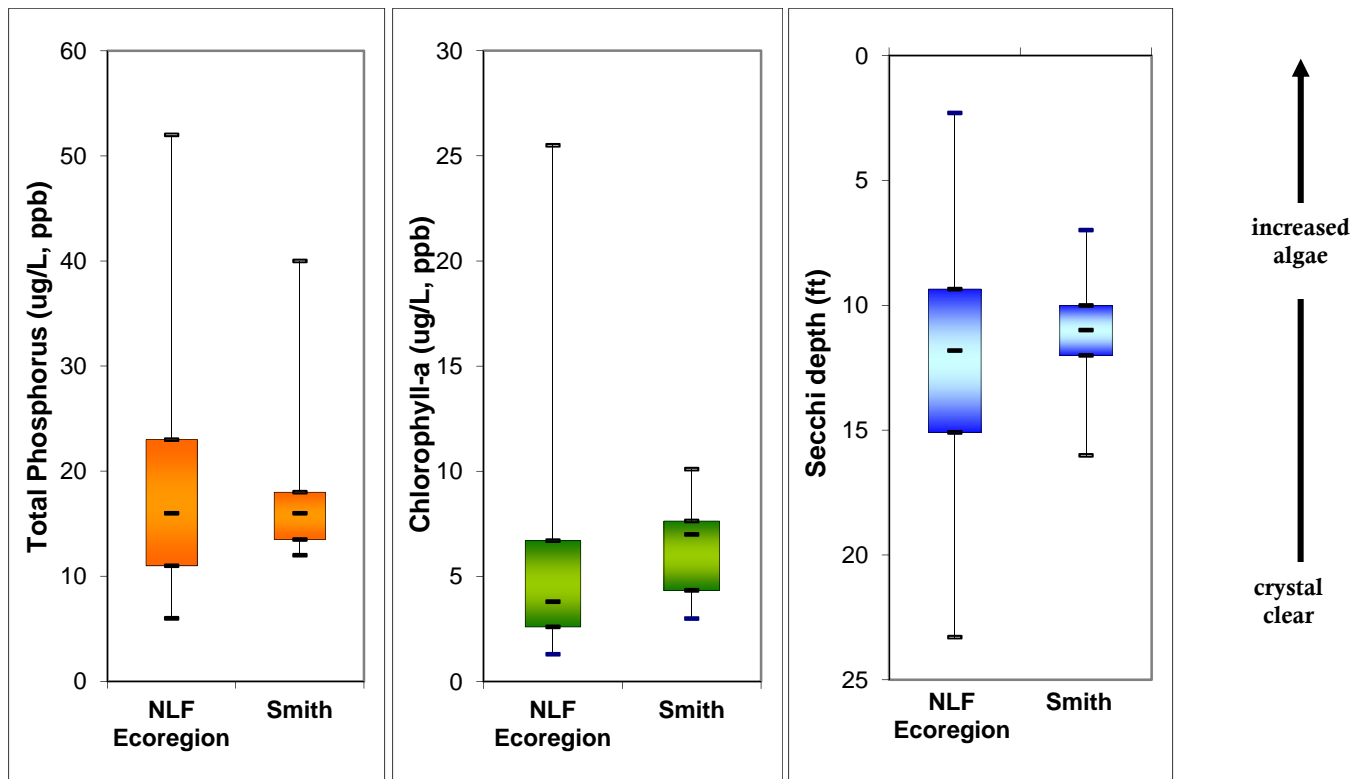 Total Phosphorus (ug/L, ppb)
60
50
40
30
20
10
0
NLF
Ecoregion
Smith
Chlorophyll-a (ug/L, ppb)
30
25
20
15
10
5
0
NLF
Ecoregion
Smith
Secchi depth (ft)
0
5
10
15
20
25
NLF
Ecoregion
Smith
increased
algae
crystal
clear